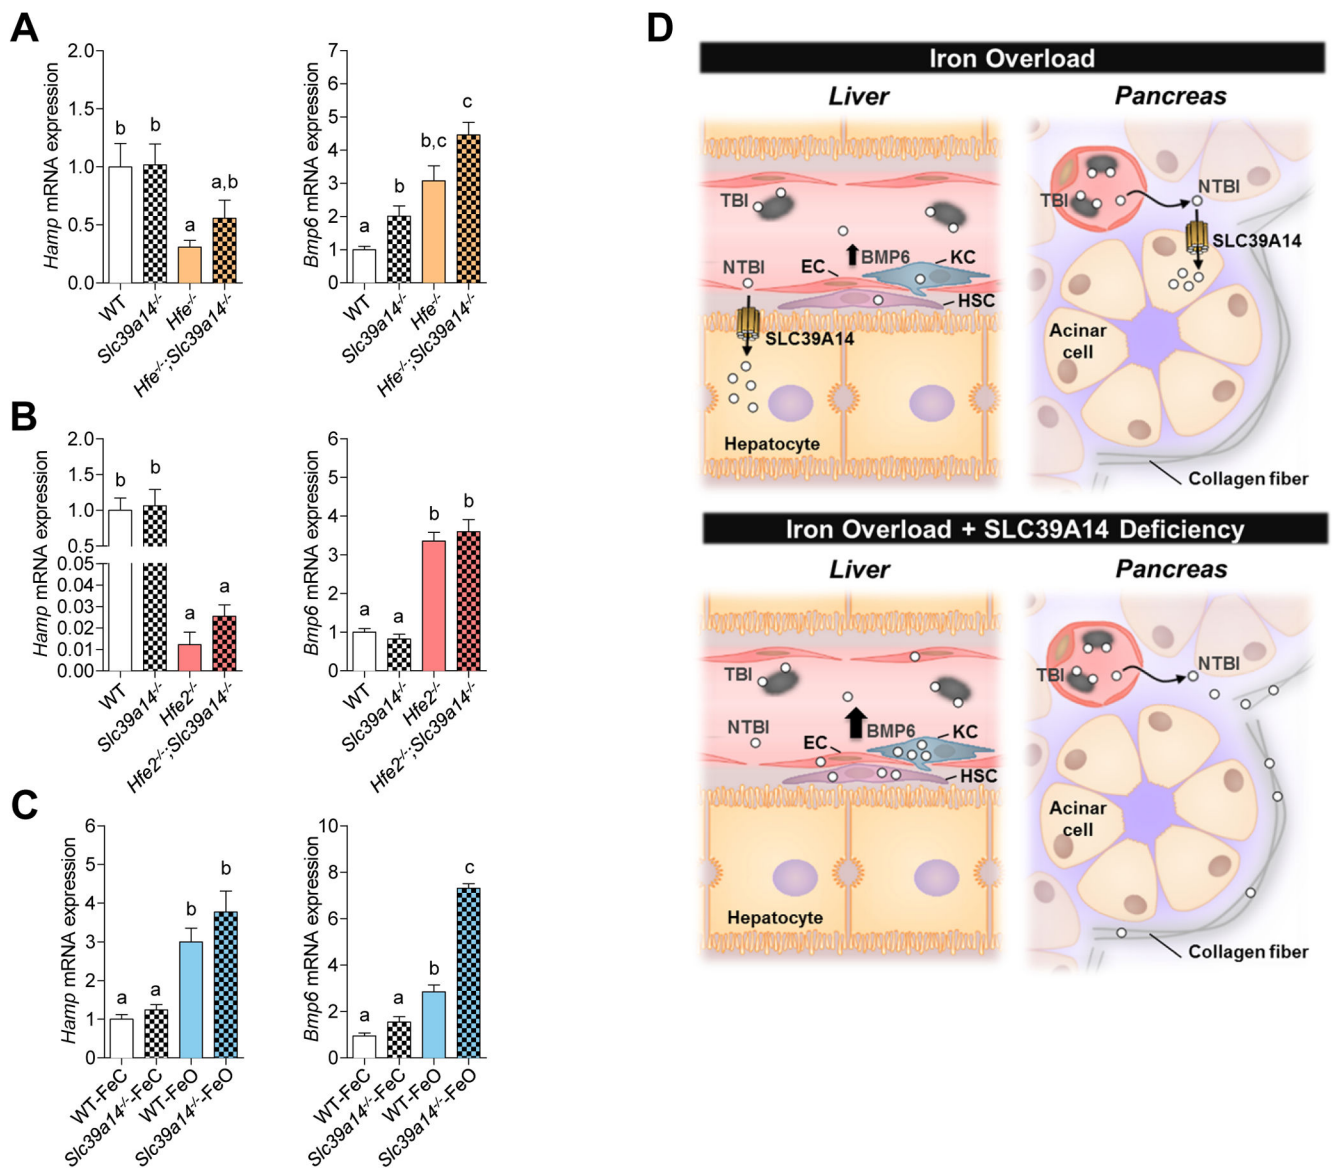 A
Hamp mRNA expression
2.0
1.5
1.0
0.5
0.0
b
b
a
a,b
WT
Slc39a14-/-
Hfe-/-
Hfe-/-;Slc39a14-/-
Bmp6 mRNA expression
7
6
5
4
3
2
1
0
a
b
b,c
c
WT
Slc39a14-/-
Hfe-/-
Hfe-/-;Slc39a14-/-
B
Hamp mRNA expression
2.0
1.5
1.0
0.5
0.05
0.04
0.03
0.02
0.01
0.00
b
b
a
a
WT
Slc39a14-/-
Hfe2-/-
Hfe2-/-;Slc39a14-/-
Bmp6 mRNA expression
6
5
4
3
2
1
0
a
a
b
b
WT
Slc39a14-/-
Hfe2-/-
Hfe2-/-;Slc39a14-/-
C
Hamp mRNA expression
6
5
4
3
2
1
0
a
a
b
b
WT-FeC
Slc39a14-/--FeC
WT-FeO
Slc39a14-/--FeO
Bmp6 mRNA expression
10
8
6
4
2
0
a
a
b
c
WT-FeC
Slc39a14-/--FeC
WT-FeO
Slc39a14-/--FeO
D
Iron Overload
Liver
TBI
NTBI
EC
BMP6
KC
HSC
SLC39A14
Hepatocyte
Pancreas
TBI
NTBI
SLC39A14
Acinar
cell
Collagen fiber
Iron Overload + SLC39A14 Deficiency
Liver
TBI
NTBI
EC
BMP6
KC
HSC
Hepatocyte
Pancreas
TBI
NTBI
Acinar
cell
Collagen fiber